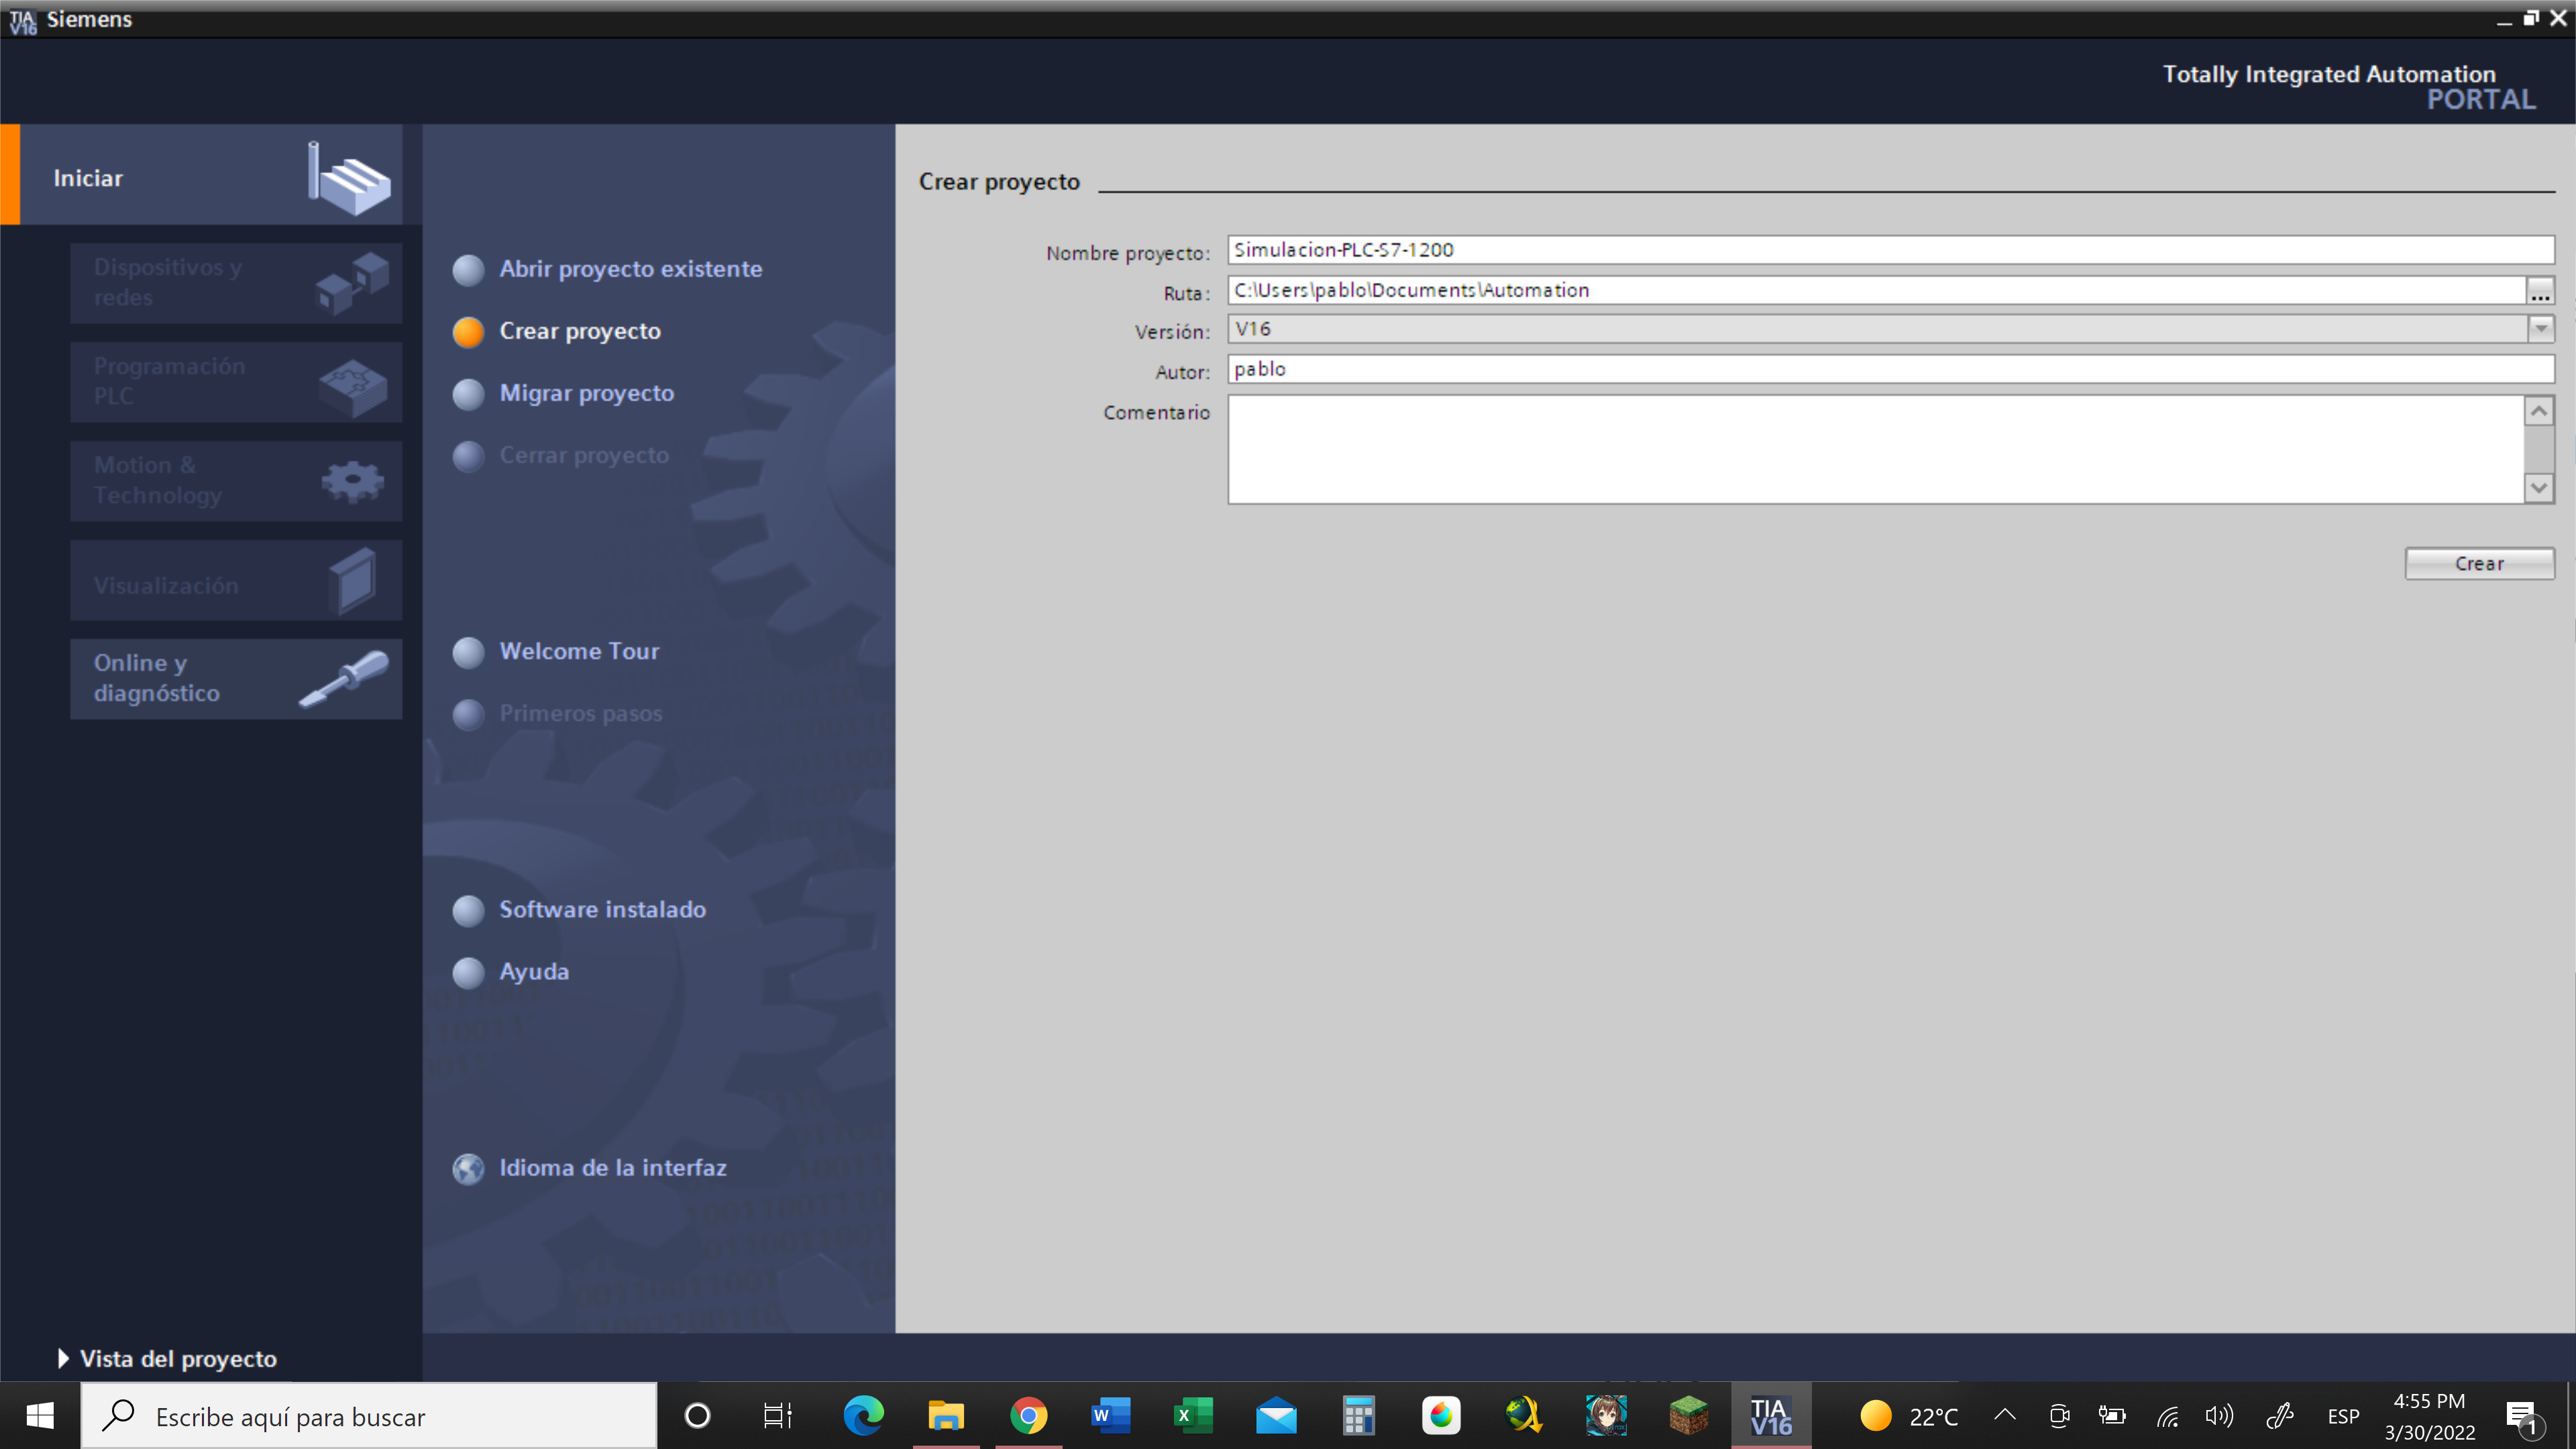 TIA
V16
Siemens
Totally Integrated Automation
PORTAL
Iniciar
Dispositivos y
redes
Programación
PLC
Motion &
Technology
Visualización
Online y
diagnóstico
Abrir proyecto existente
Crear proyecto
Migrar proyecto
Cerrar proyecto
Welcome Tour
Primeros pasos
Software instalado
Ayuda
Idioma de la interfaz
Crear proyecto
Nombre proyecto: Simulacion-PLC-S7-1200
Ruta: C:\Users\pablo\Documents\Automation
...
Versión: V16
Autor: pablo
Comentario
Crear
Vista del proyecto
Escribe aquí para buscar
W
X
TIA
V16
22°C
ESP
4:55 PM
3/30/2022
1